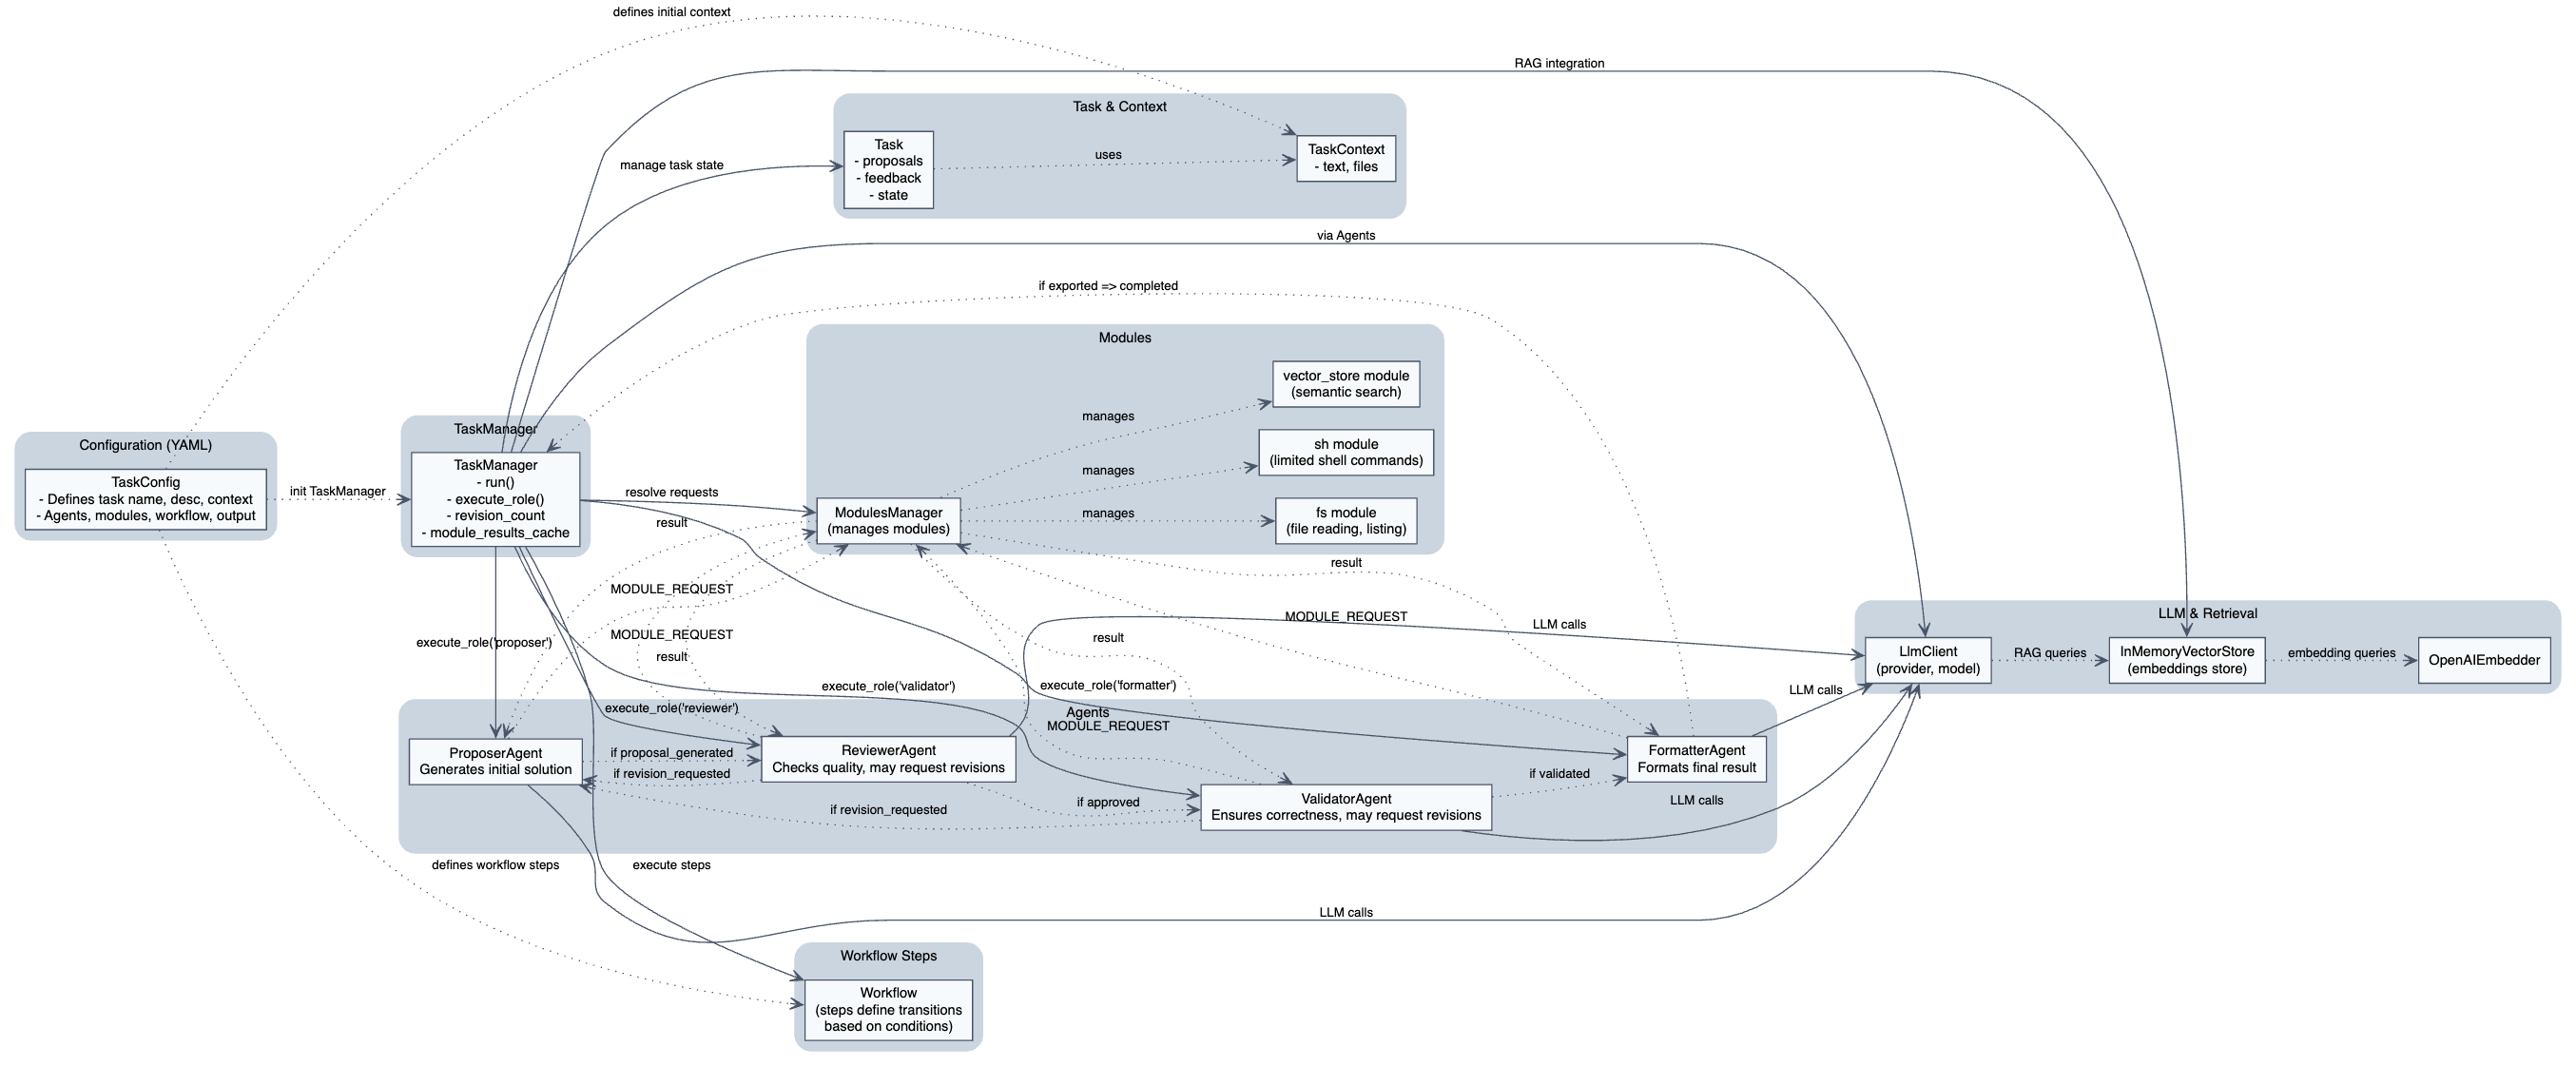 defines initial context
RAG integration
Task & Context
Task
- proposals
- feedback
- state
manage task state
uses
TaskContext
- text, files
via Agents
if exported => completed
Modules
vector_store module
(semantic search)
manages
sh module
(limited shell commands)
manages
ModulesManager
(manages modules)
manages
fs module
(file reading, listing)
Configuration (YAML)
TaskConfig
- Defines task name, desc, context
- Agents, modules, workflow, output
init TaskManager
TaskManager
TaskManager
- run()
- execute_role()
- revision_count
- module_results_cache
resolve requests
result
result
MODULE_REQUEST
MODULE_REQUEST
MODULE_REQUEST
result
result
LLM calls
execute_role('proposer')
execute_role('validator')
execute_role('formatter')
execute_role('reviewer')
LLM & Retrieval
LlmClient
(provider, model)
RAG queries
InMemoryVectorStore
(embeddings store)
embedding queries
OpenAIEmbedder
LLM calls
Agents
MODULE_REQUEST
ProposerAgent
Generates initial solution
if proposal_generated
if revision_requested
ReviewerAgent
Checks quality, may request revisions
if revision_requested
if approved
ValidatorAgent
Ensures correctness, may request revisions
if validated
FormatterAgent
Formats final result
LLM calls
defines workflow steps
execute steps
LLM calls
Workflow Steps
Workflow
(steps define transitions
based on conditions)